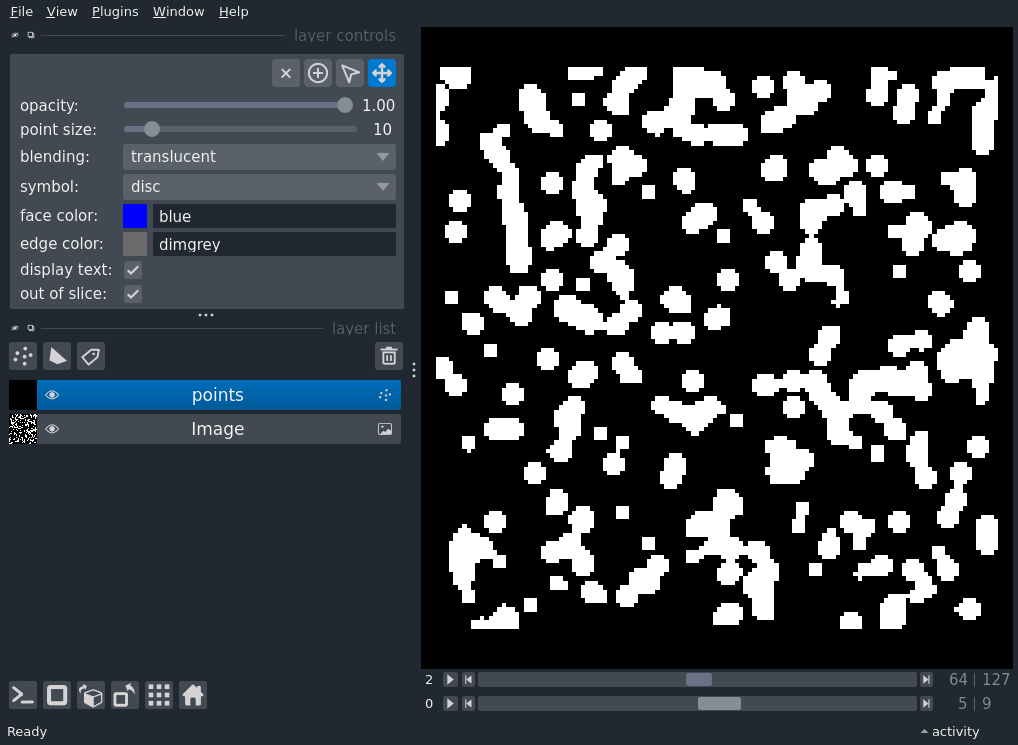 File View Plugins Window Help
layer controls
opacity: 1.00
point size: 10
blending: translucent
symbol: disc
face color: blue
edge color: dimgrey
display text:
out of slice:
layer list
points
Image
2 64 | 127
0 5 | 9
Ready activity